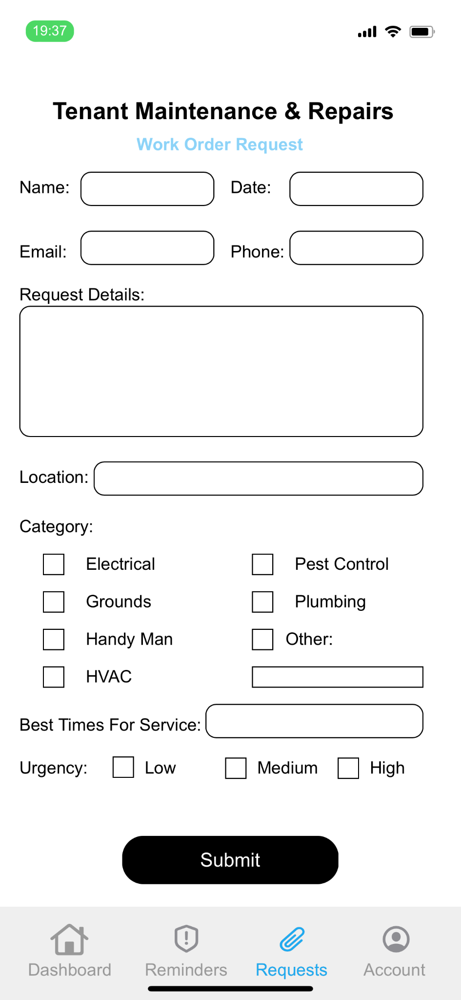 19:37
Tenant Maintenance & Repairs
Work Order Request
Name: Date:
Email: Phone:
Request Details:
Location:
Category:
Electrical Pest Control
Grounds Plumbing
Handy Man Other:
HVAC
Best Times For Service:
Urgency: Low Medium High
Submit
Dashboard Reminders Requests Account